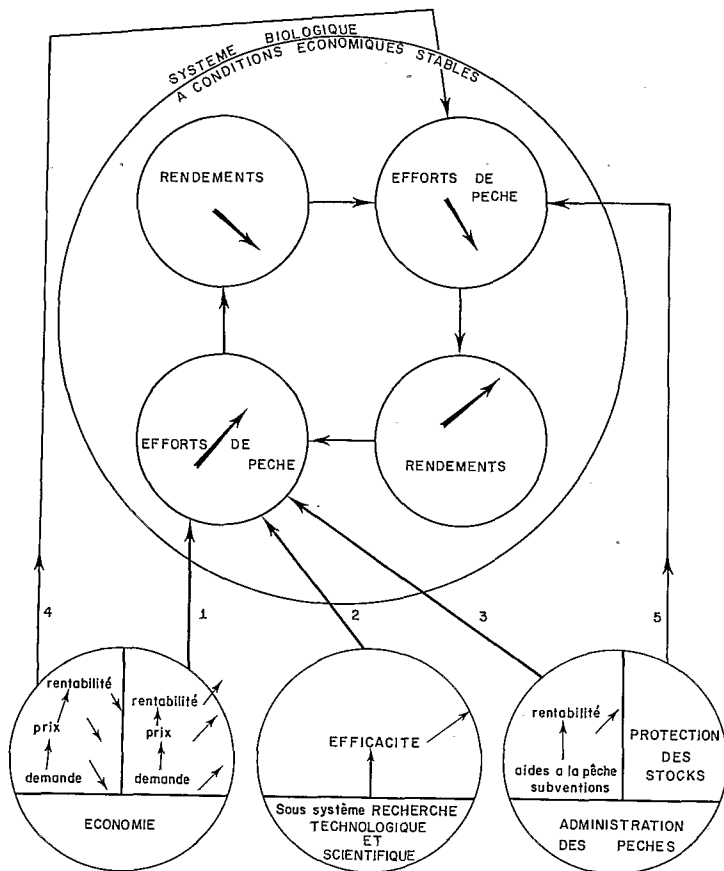 SYSTEME BIOLOGIQUE
A CONDITIONS ECONOMIQUES STABLES
RENDEMENTS
EFFORTS DE
PECHE
EFFORTS DE
PECHE
RENDEMENTS
4
1
2
3
5
rentabilité
prix
demande
rentabilité
prix
demande
ECONOMIE
EFFICACITE
Sous système RECHERCHE
TECHNOLOGIQUE
ET
SCIENTIFIQUE
rentabilité
aides a la pêche
subventions
PROTECTION
DES
STOCKS
ADMINISTRATION
DES PECHES